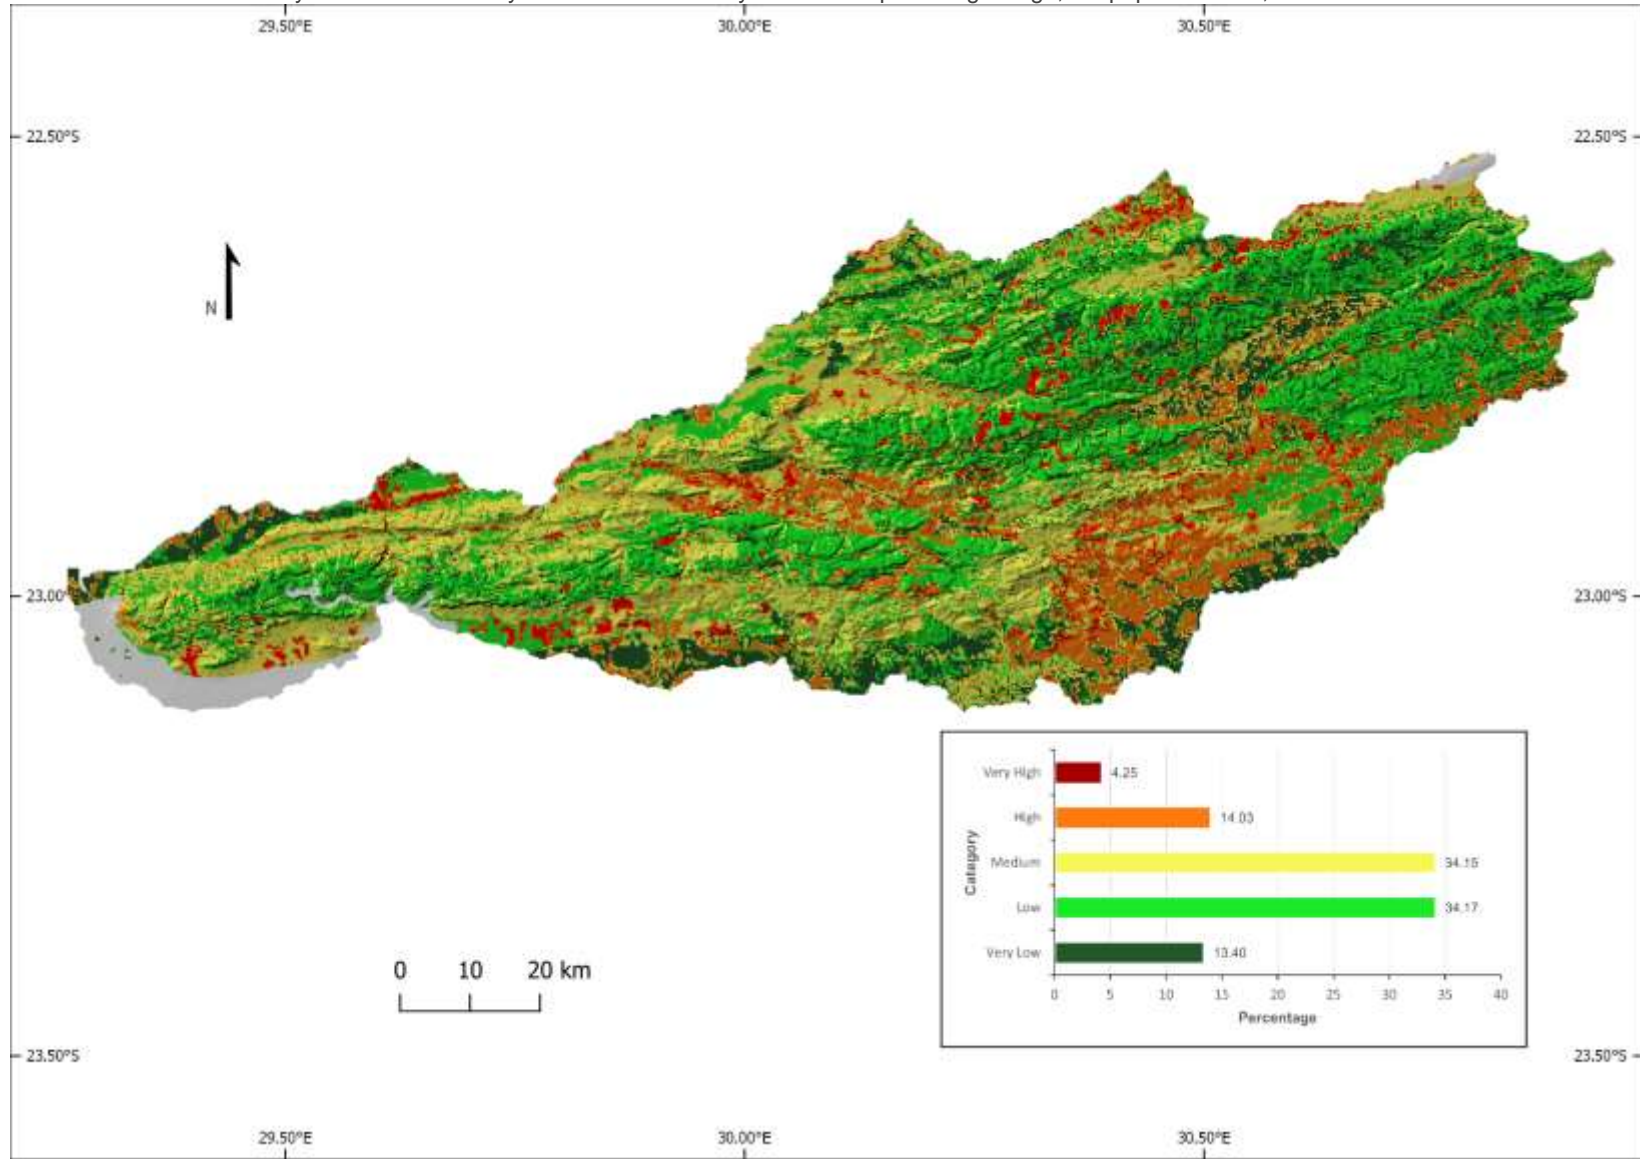 29.50°E 30.00°E 30.50°E
22.50°S 22.50°S
N
23.00°S 23.00°S
Very High 4.25
High 14.03
Medium 34.15
Low 34.17
Very Low 13.40
Category
0 5 10 15 20 25 30 35 40
Percentage
0 10 20 km
23.50°S 23.50°S
29.50°E 30.00°E 30.50°E